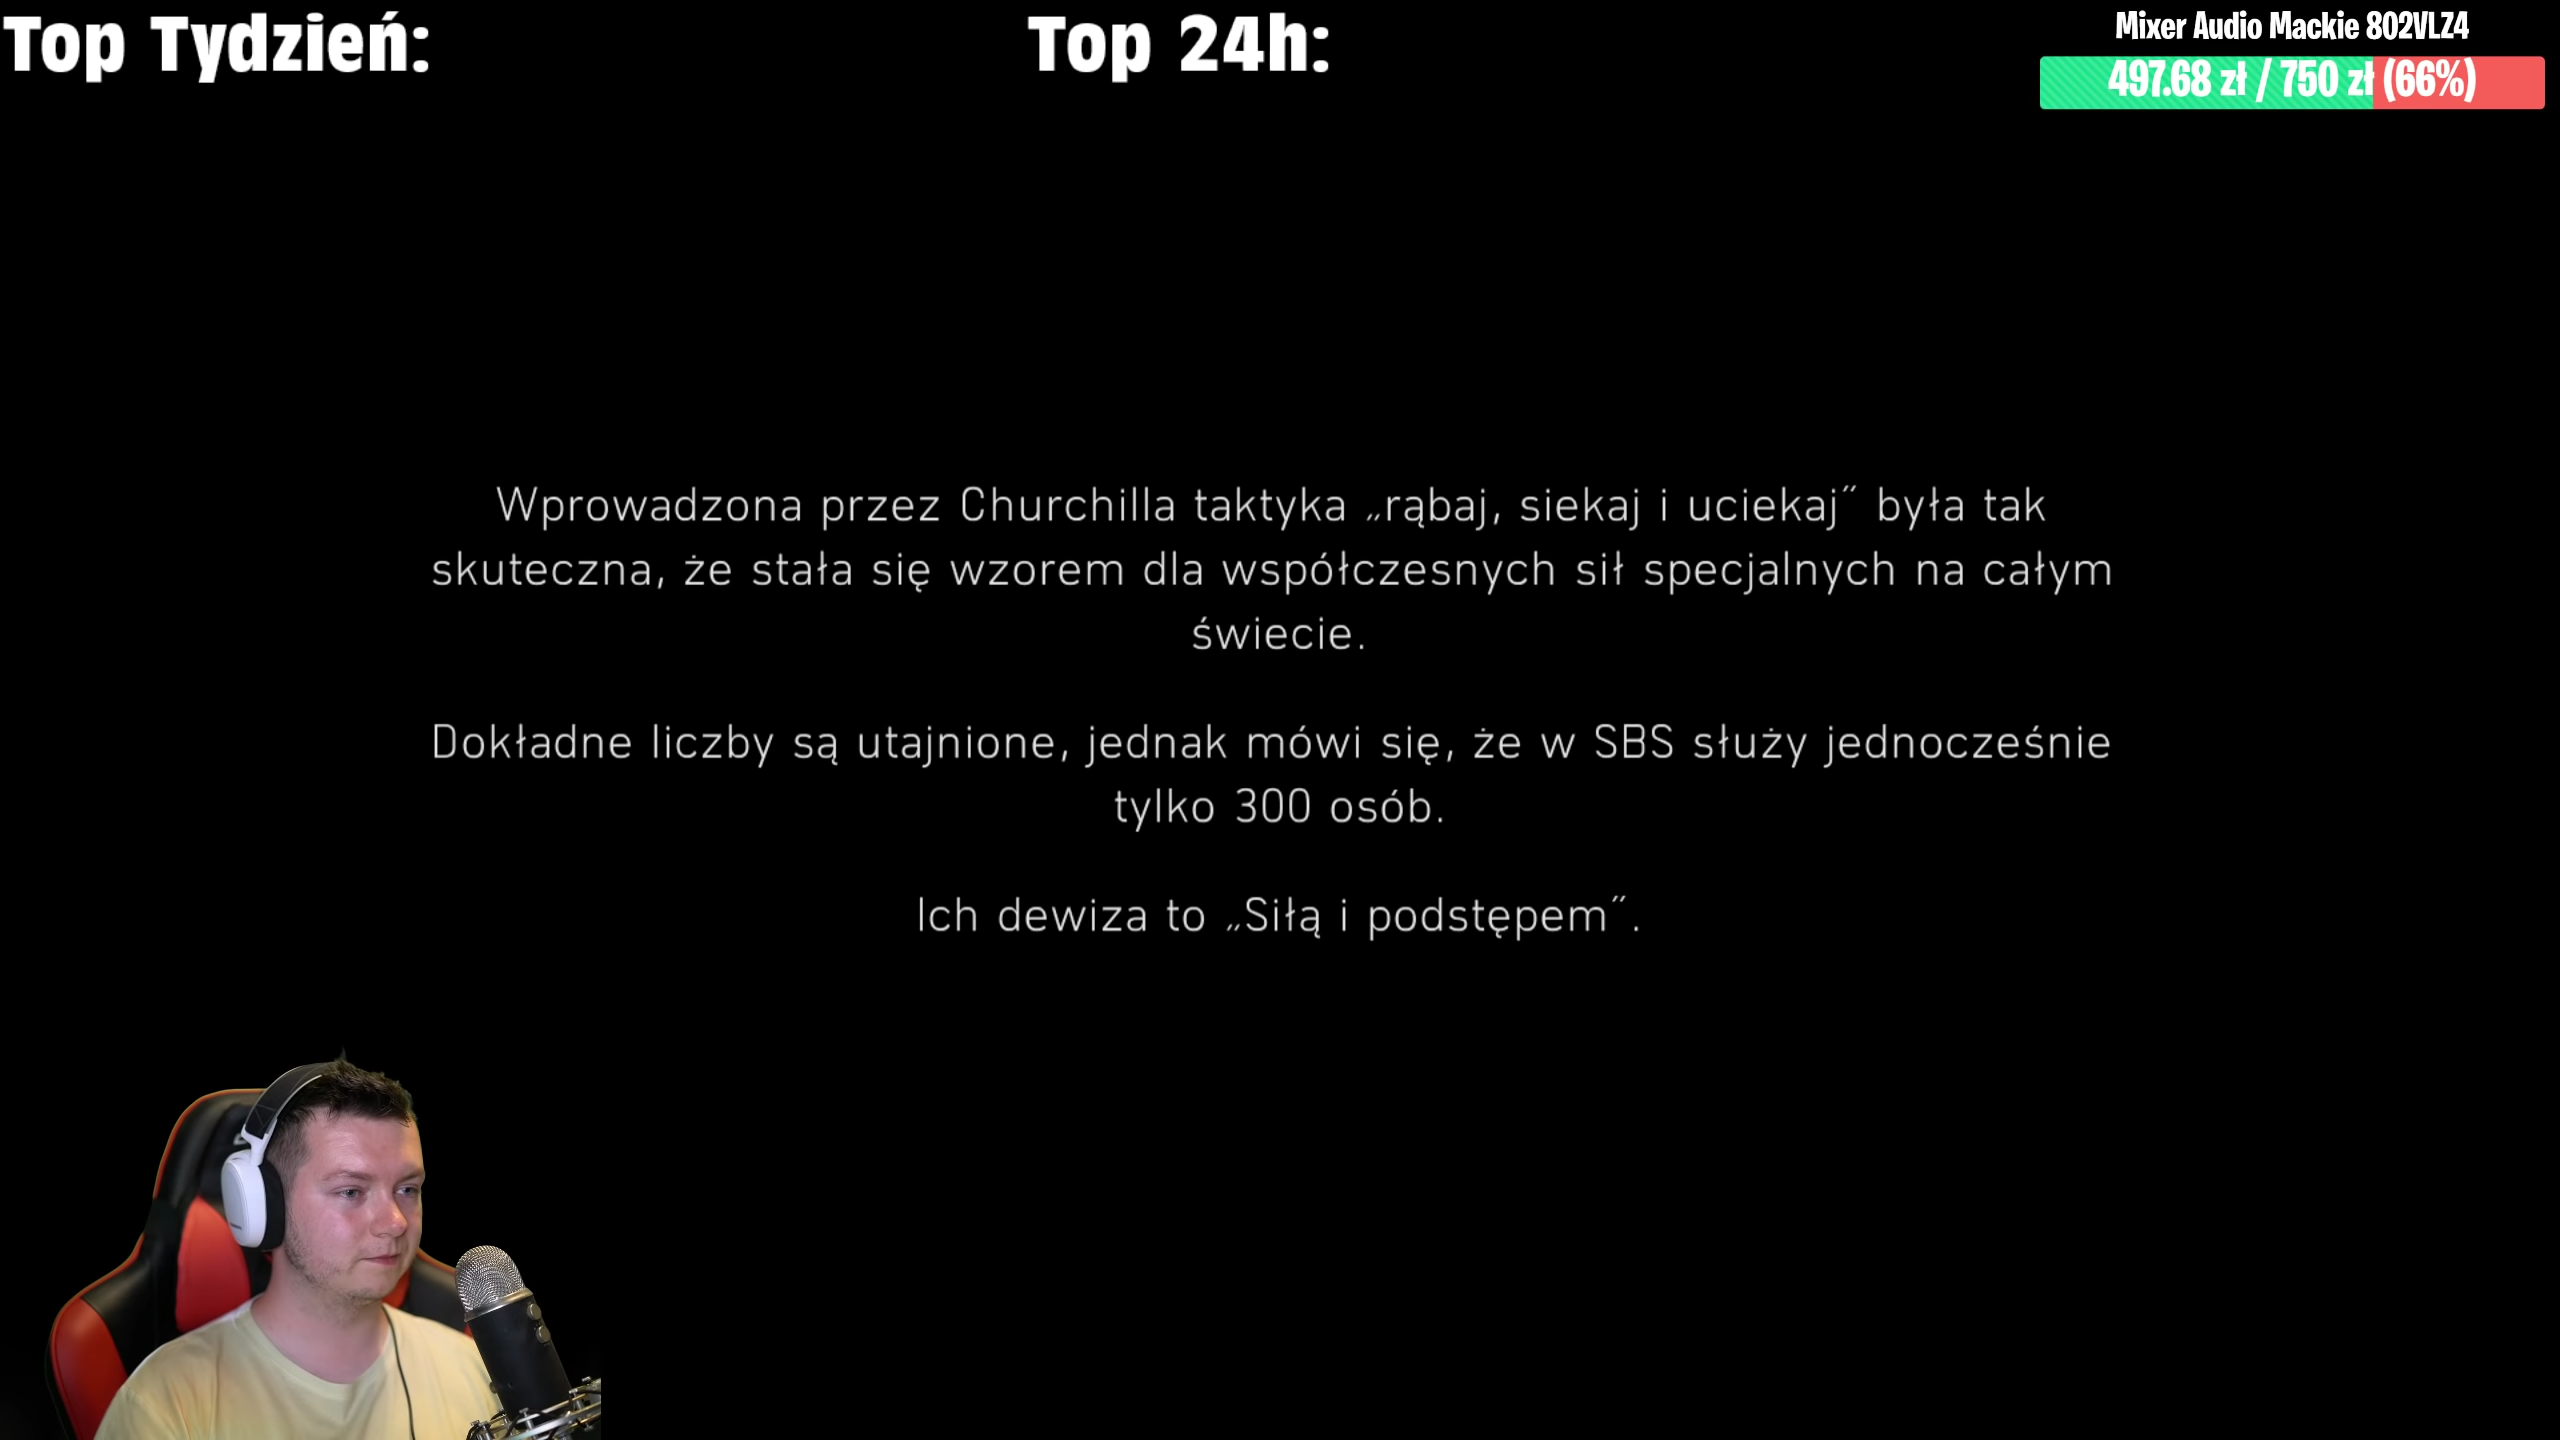 Top Tydzień:
Top 24h:
Mixer Audio Mackie 802VLZ4
497.68 zł / 750 zł (66%)
Wprowadzona przez Churchilla taktyka „rąbaj, siekaj i uciekaj” była tak
skuteczna, że stała się wzorem dla współczesnych sił specjalnych na całym
świecie.
Dokładne liczby są utajnione, jednak mówi się, że w SBS służy jednocześnie
tylko 300 osób.
Ich dewiza to „Siłą i podstępem”.